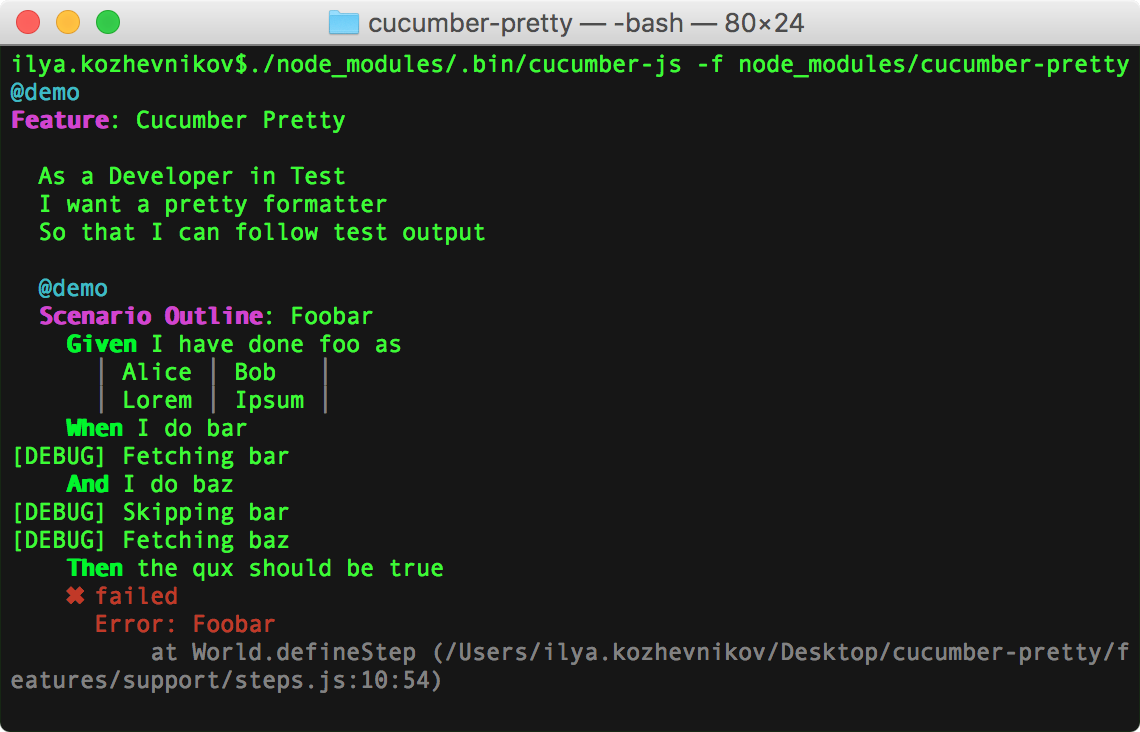 cucumber-pretty — -bash — 80×24
ilya.kozhevnikov$./node_modules/.bin/cucumber-js -f node_modules/cucumber-pretty
@demo
Feature: Cucumber Pretty
As a Developer in Test
I want a pretty formatter
So that I can follow test output
@demo
Scenario Outline: Foobar
Given I have done foo as
| Alice | Bob   |
| Lorem | Ipsum |
When I do bar
[DEBUG] Fetching bar
And I do baz
[DEBUG] Skipping bar
[DEBUG] Fetching baz
Then the qux should be true
✖ failed
Error: Foobar
at World.defineStep (/Users/ilya.kozhevnikov/Desktop/cucumber-pretty/f
eatures/support/steps.js:10:54)